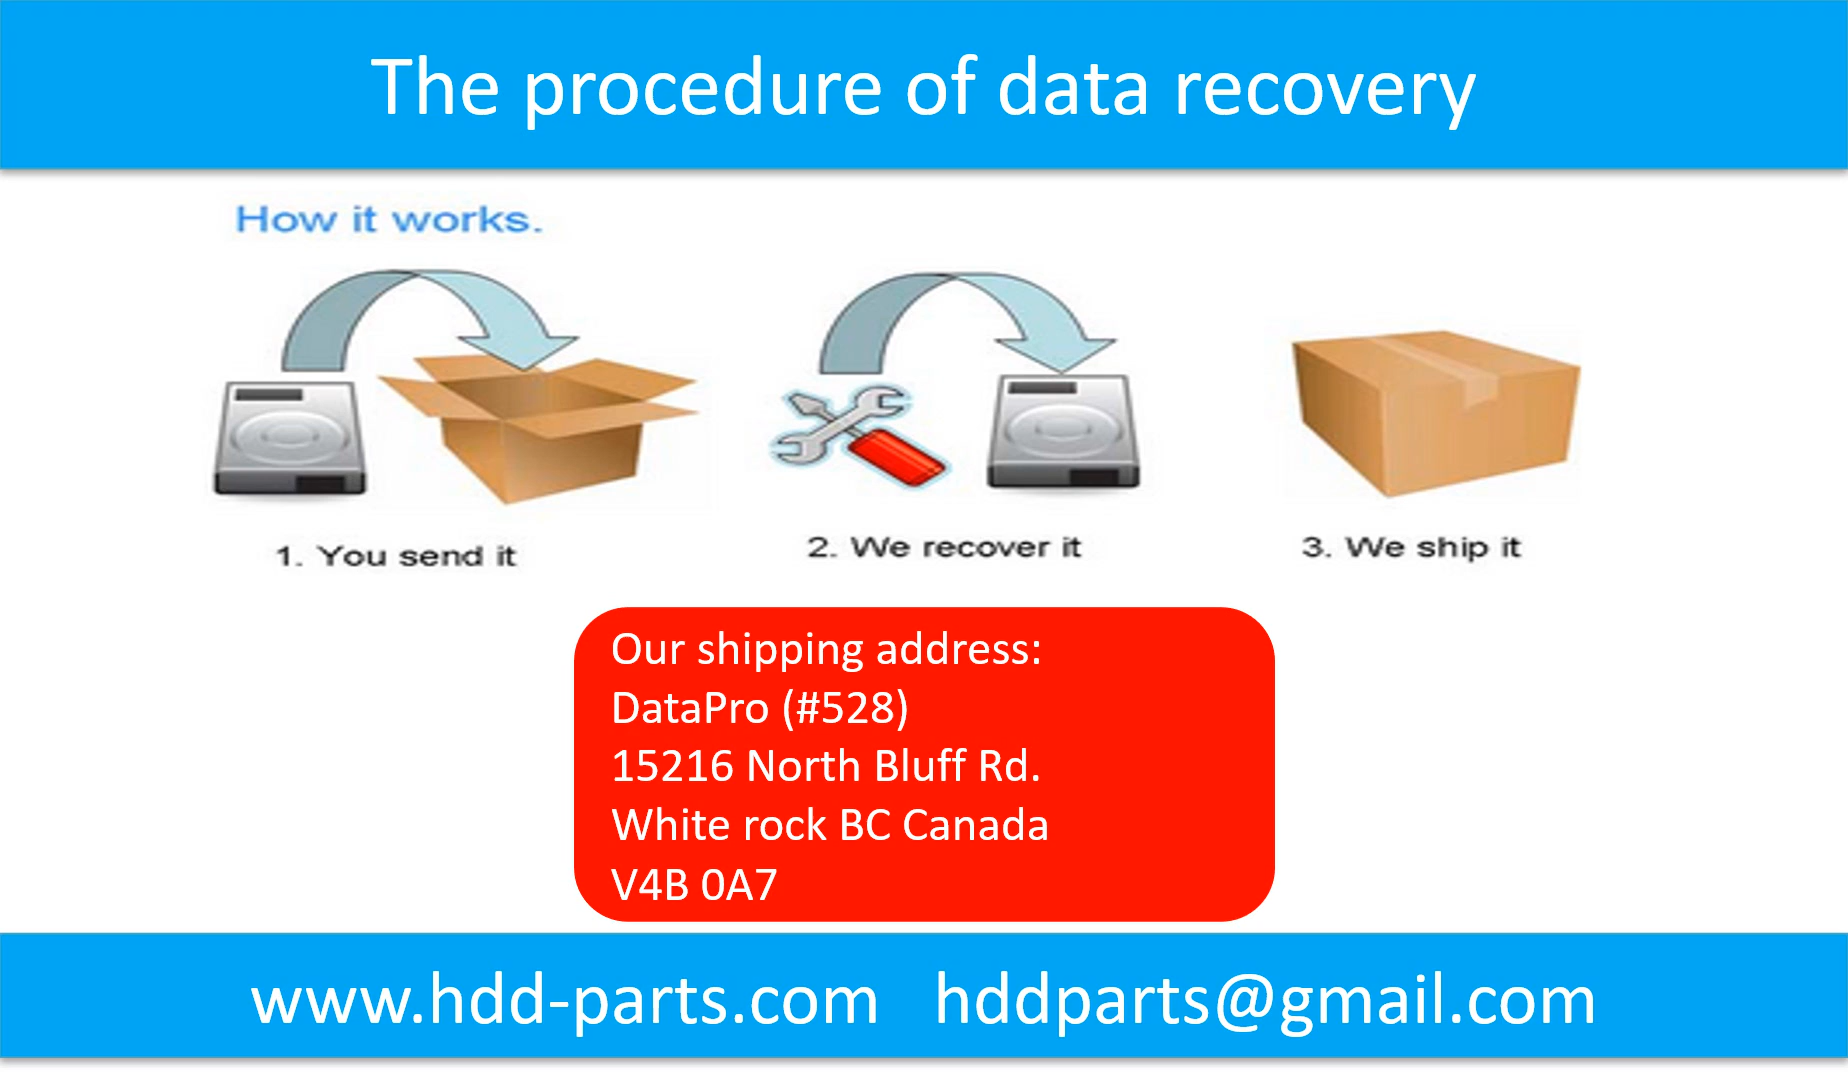 The procedure of data recovery
How it works.
1. You send it
2. We recover it
3. We ship it
Our shipping address:
DataPro (#528)
15216 North Bluff Rd.
White rock BC Canada
V4B 0A7
www.hdd-parts.com hddparts@gmail.com